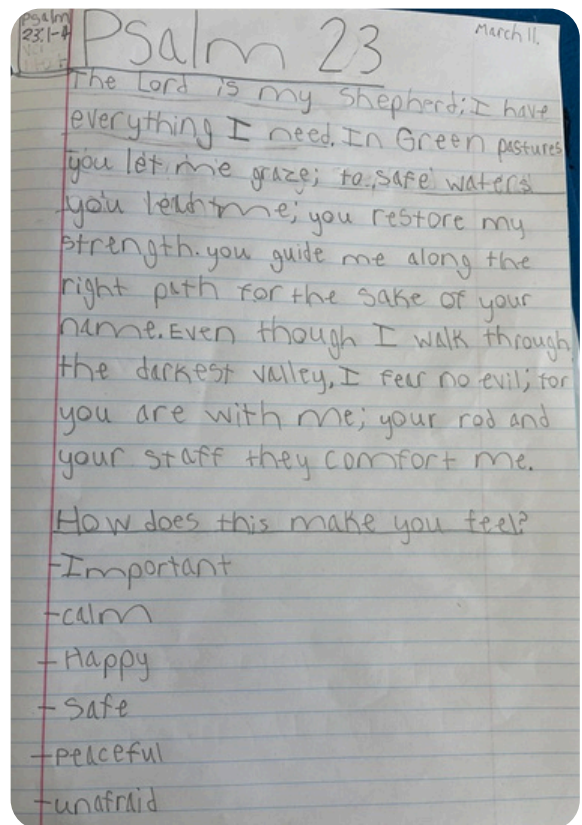 Psalm
23:1-4
Psalm 23
March 11,
The Lord is my Shepherd; I have
everything I need. In Green pastures
you let me graze; to safe waters
you me; you restore my
strength. you guide me along the
right path for the sake of your
name. Even though I walk through
the darkest valley, I fear no evil; for
you are with me; your rod and
your staff they comfort me.
How does this make you feel?
-Important
-calm
- Happy
- Safe
-peaceful
-unafraid